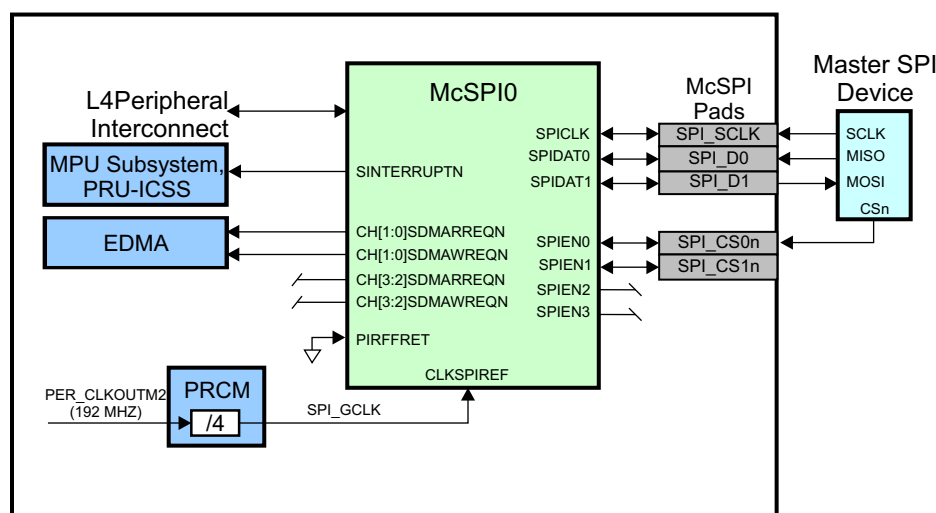 L4Peripheral
Interconnect
MPU Subsystem,
PRU-ICSS
EDMA
McSPI0
SINTERRUPTN
CH[1:0]SDMARREQN
CH[1:0]SDMAWREQN
CH[3:2]SDMARREQN
CH[3:2]SDMAWREQN
PIRFFRET
SPICLK
SPIDAT0
SPIDAT1
SPIEN0
SPIEN1
SPIEN2
SPIEN3
CLKSPIREF
McSPI
Pads
SPI_SCLK
SPI_D0
SPI_D1
SPI_CS0n
SPI_CS1n
Master SPI
Device
SCLK
MISO
MOSI
CSn
PER_CLKOUTM2
(192 MHZ)
PRCM
/4
SPI_GCLK